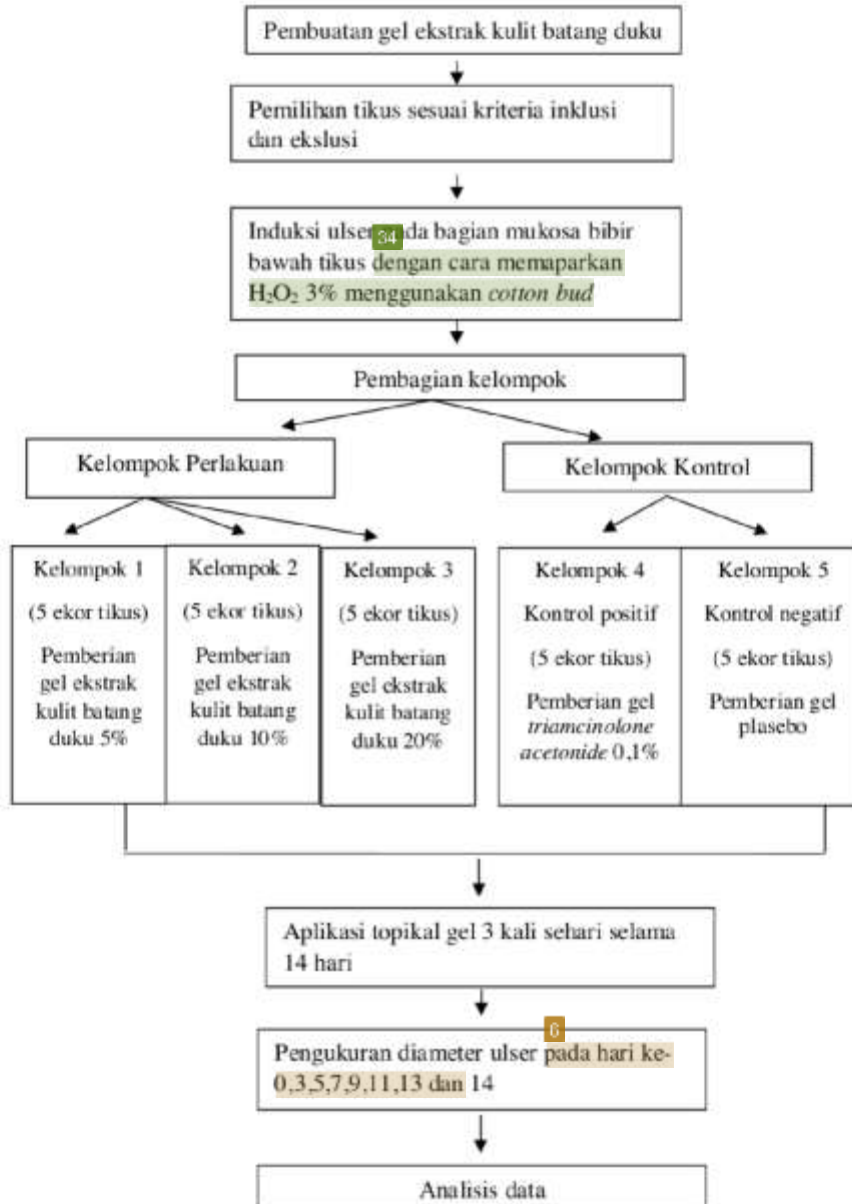 Pembuatan gel ekstrak kulit batang duku
Pemilihan tikus sesuai kriteria inklusi
dan ekslusi
Induksi ulser 34 da bagian mukosa bibir
bawah tikus dengan cara memaparkan
H₂O₂ 3% menggunakan cotton bud
Pembagian kelompok
Kelompok Perlakuan
Kelompok Kontrol
Kelompok 1
(5 ekor tikus)
Pemberian
gel ekstrak
kulit batang
duku 5%
Kelompok 2
(5 ekor tikus)
Pemberian
gel ekstrak
kulit batang
duku 10%
Kelompok 3
(5 ekor tikus)
Pemberian
gel ekstrak
kulit batang
duku 20%
Kelompok 4
Kontrol positif
(5 ekor tikus)
Pemberian gel
triamcinolone
acetonide 0,1%
Kelompok 5
Kontrol negatif
(5 ekor tikus)
Pemberian gel
plasebo
Aplikasi topikal gel 3 kali sehari selama
14 hari
6
Pengukuran diameter ulser pada hari ke-
0,3,5,7,9,11,13 dan 14
Analisis data